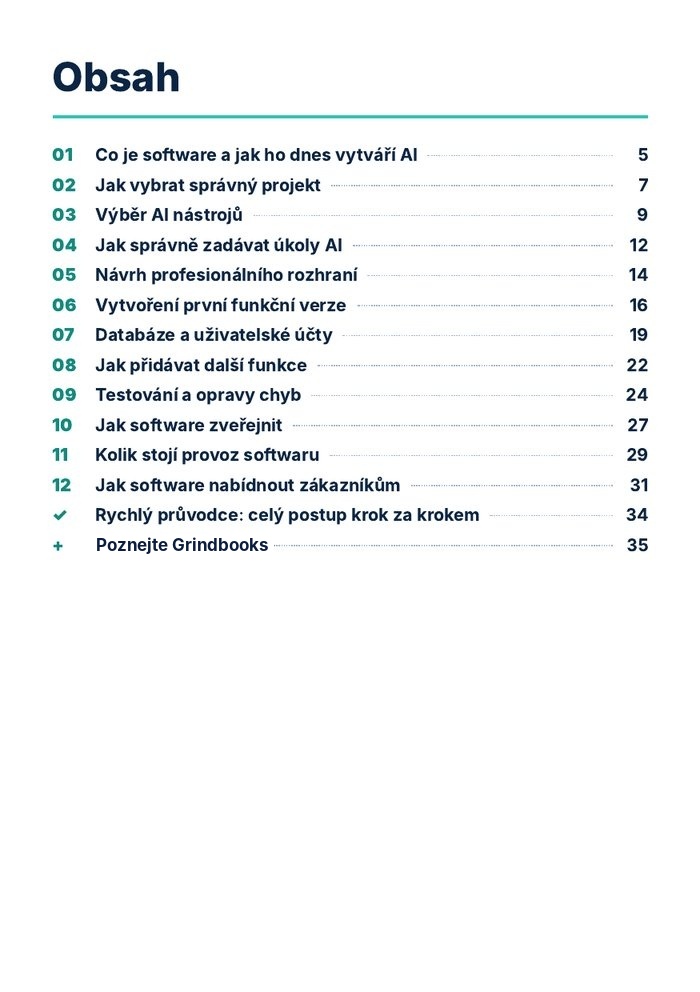 Obsah
01 Co je software a jak ho dnes vytváří AI 5
02 Jak vybrat správný projekt 7
03 Výběr AI nástrojů 9
04 Jak správně zadávat úkoly AI 12
05 Návrh profesionálního rozhraní 14
06 Vytvoření první funkční verze 16
07 Databáze a uživatelské účty 19
08 Jak přidávat další funkce 22
09 Testování a opravy chyb 24
10 Jak software zveřejnit 27
11 Kolik stojí provoz softwaru 29
12 Jak software nabídnout zákazníkům 31
✓ Rychlý průvodce: celý postup krok za krokem 34
+ Poznejte Grindbooks 35